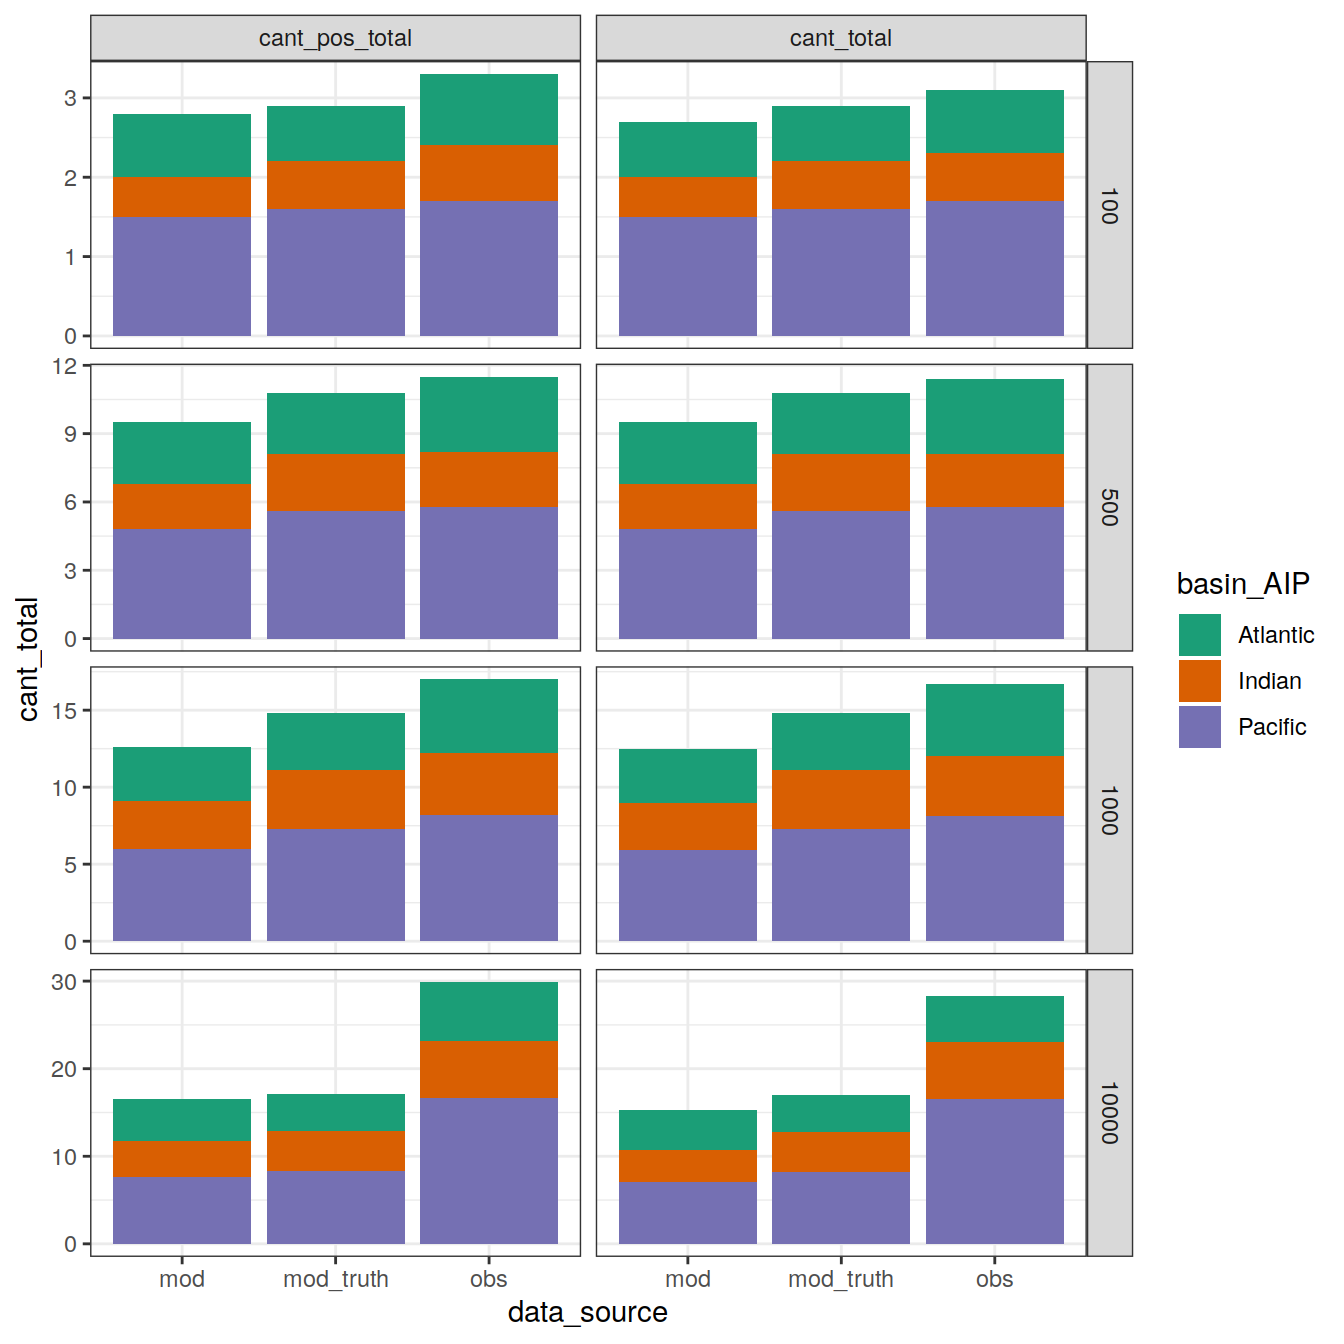 cant_pos_total
cant_total
3
2
1
0
100
12
9
6
3
0
500
15
10
5
0
1000
30
20
10
0
10000
mod
mod_truth
obs
mod
mod_truth
obs
data_source
cant_total
basin_AIP
Atlantic
Indian
Pacific